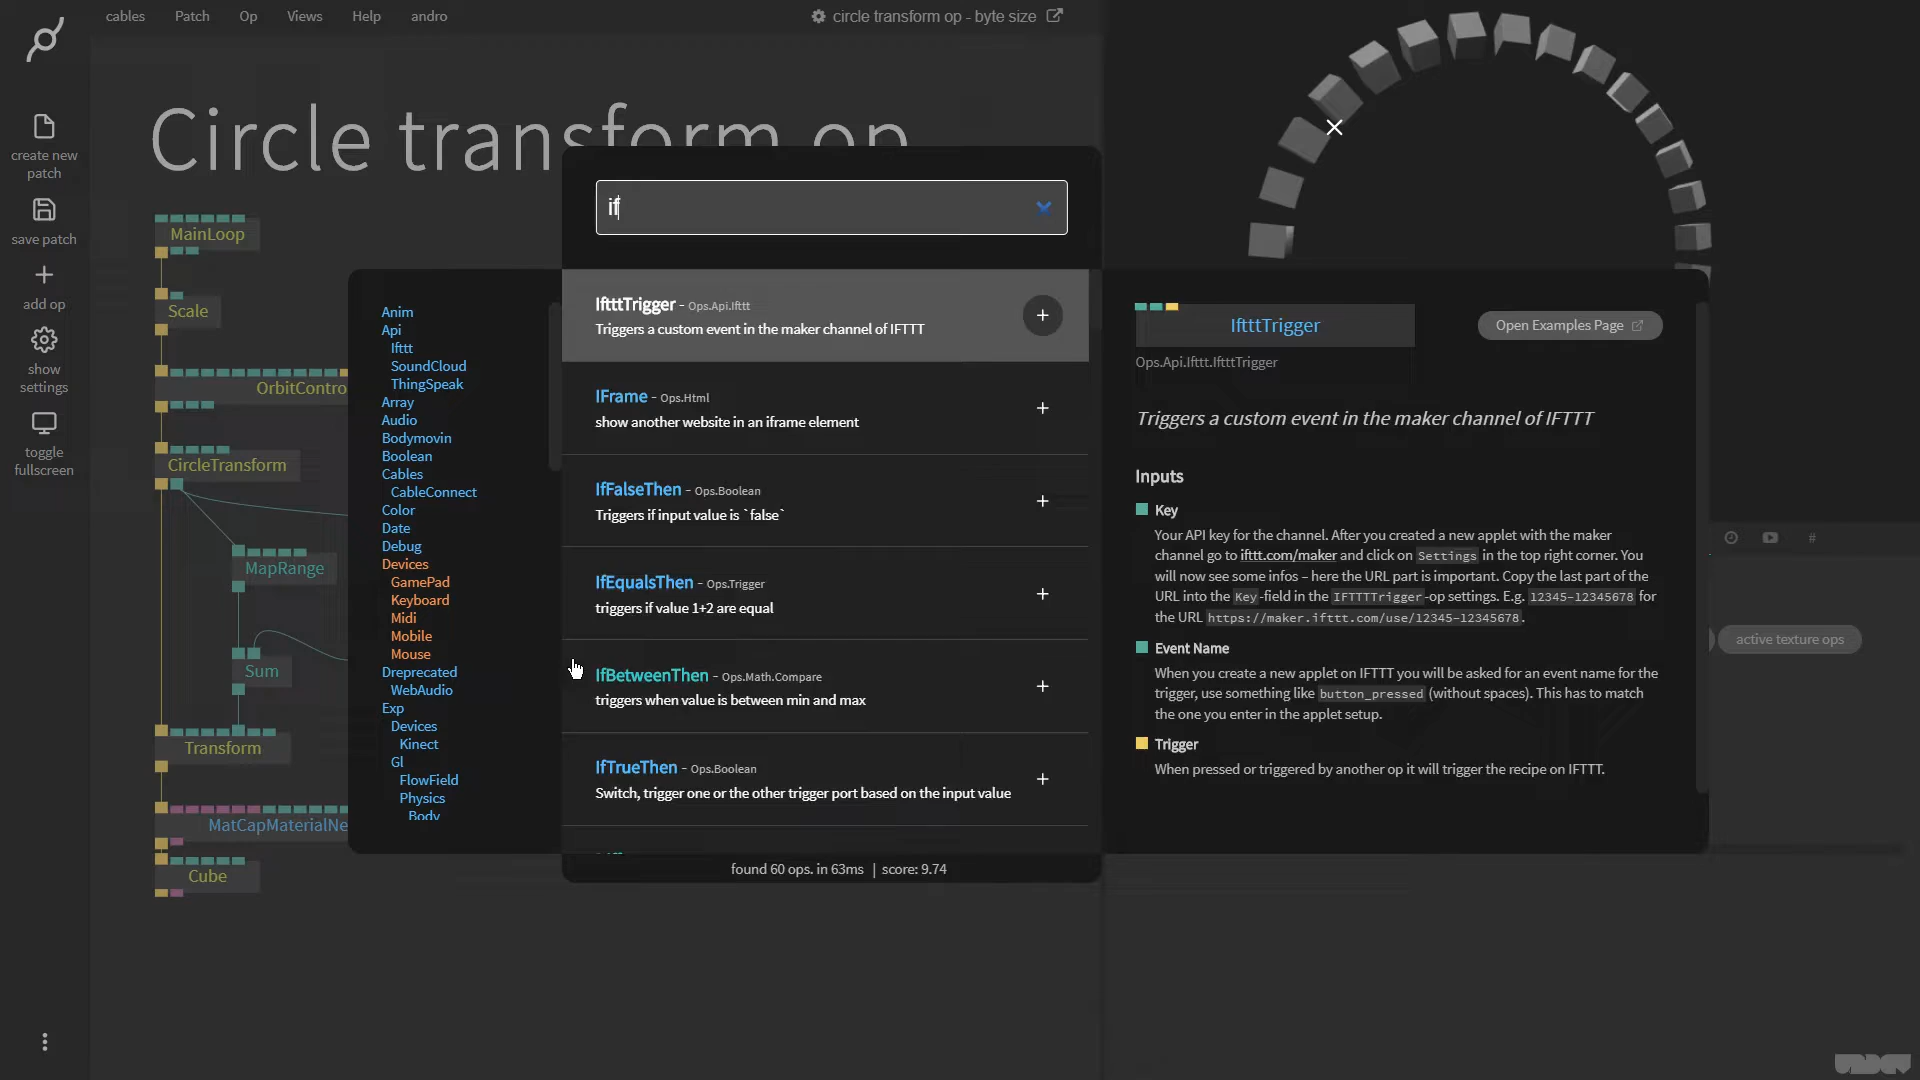 cables Patch Op Views Help andro
circle transform op - byte size
Circle transform op
create new
patch
save patch
add op
show
settings
toggle
fullscreen
MainLoop
Scale
OrbitContro
CircleTransform
MapRange
Sum
Transform
MatCapMaterialNe
Cube
if
Anim
Api
Ifttt
SoundCloud
ThingSpeak
Array
Audio
Bodymovin
Boolean
Cables
CableConnect
Color
Date
Debug
Devices
GamePad
Keyboard
Midi
Mobile
Mouse
Dreprecated
WebAudio
Exp
Devices
Kinect
Gl
FlowField
Physics
Body
IftttTrigger - Ops.Api.Ifttt
Triggers a custom event in the maker channel of IFTTT
IFrame - Ops.Html
show another website in an iframe element
IfFalseThen - Ops.Boolean
Triggers if input value is `false`
IfEqualsThen - Ops.Trigger
triggers if value 1+2 are equal
IfBetweenThen - Ops.Math.Compare
triggers when value is between min and max
IfTrueThen - Ops.Boolean
Switch, trigger one or the other trigger port based on the input value
found 60 ops. in 63ms | score: 9.74
IftttTrigger
Open Examples Page
Ops.Api.Ifttt.IftttTrigger
Triggers a custom event in the maker channel of IFTTT
Inputs
Key
Your API key for the channel. After you created a new applet with the maker
channel go to ifttt.com/maker and click on Settings in the top right corner. You
will now see some infos – here the URL part is important. Copy the last part of the
URL into the Key-field in the IFTTTTrigger-op settings. E.g. 12345-12345678 for
the URL https://maker.ifttt.com/use/12345-12345678.
Event Name
When you create a new applet on IFTTT you will be asked for an event name for the
trigger, use something like button_pressed (without spaces). This has to match
the one you enter in the applet setup.
Trigger
When pressed or triggered by another op it will trigger the recipe on IFTTT.
#
active texture ops